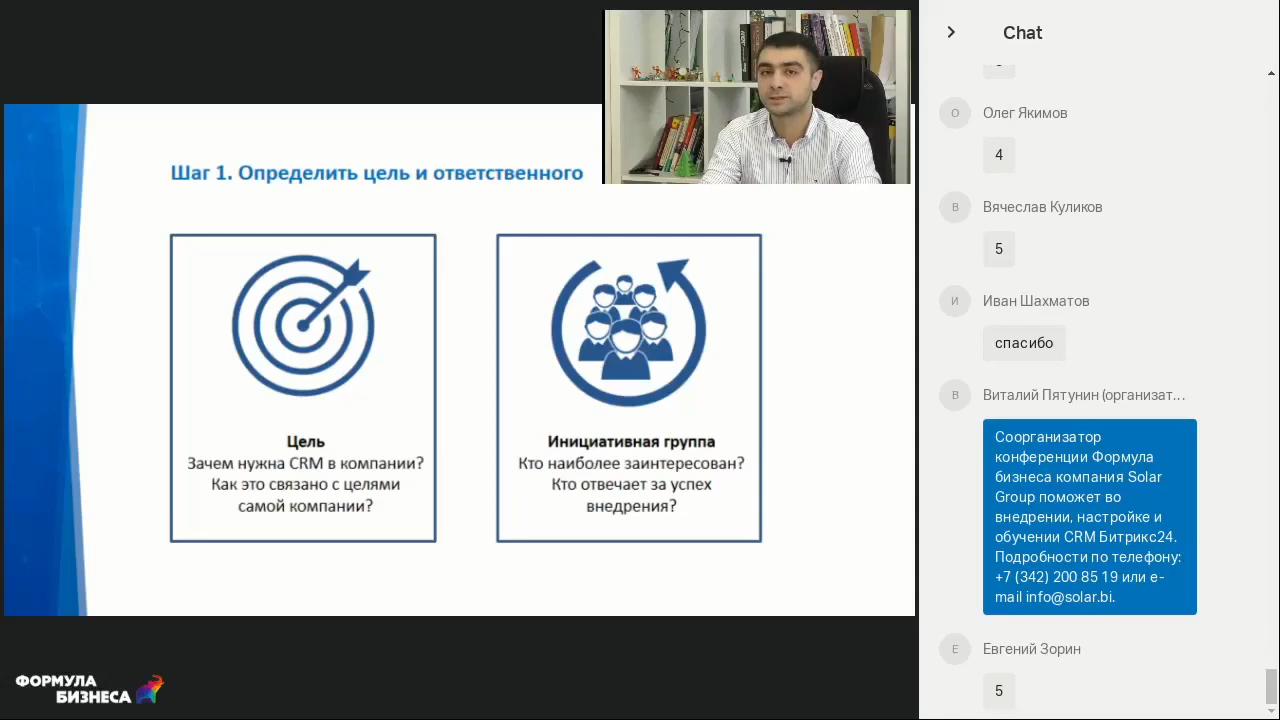 Шаг 1. Определить цель и ответственного
Цель
Зачем нужна CRM в компании?
Как это связано с целями
самой компании?
Инициативная группа
Кто наиболее заинтересован?
Кто отвечает за успех
внедрения?
ФОРМУЛА
БИЗНЕСА
Chat
О
Олег Якимов
4
В
Вячеслав Куликов
5
И
Иван Шахматов
спасибо
В
Виталий Пятунин (организат...
Соорганизатор
конференции Формула
бизнеса компания Solar
Group поможет во
внедрении, настройке и
обучении CRM Битрикс24.
Подробности по телефону:
+7 (342) 200 85 19 или e-
mail info@solar.bi.
Е
Евгений Зорин
5